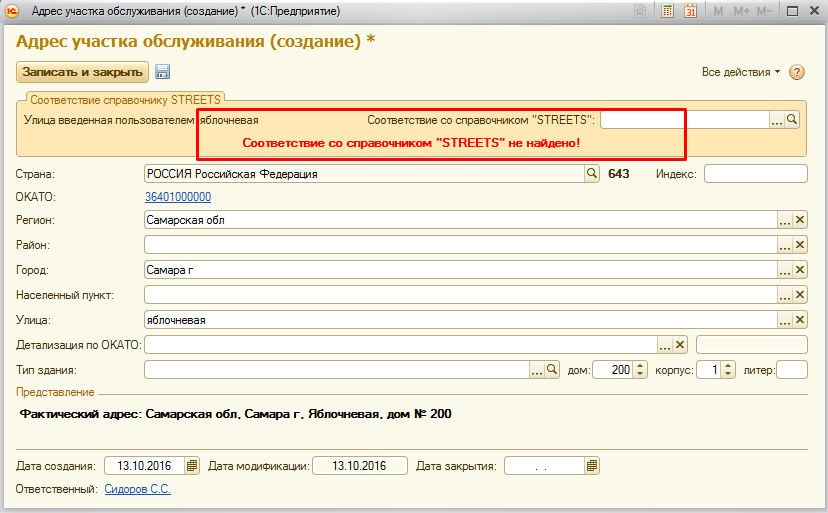 Адрес участка обслуживания (создание) * (1С:Предприятие)
M M+ M-
Адрес участка обслуживания (создание) *
Записать и закрыть
Все действия
Соответствие справочнику STREETS
Улица введенная пользователем: яблочневая Соответствие со справочником "STREETS":
Соответствие со справочником "STREETS" не найдено!
Страна: РОССИЯ Российская Федерация 643 Индекс:
ОКАТО: 36401000000
Регион: Самарская обл
Район:
Город: Самара г
Населенный пункт:
Улица: яблочневая
Детализация по ОКАТО:
Тип здания: дом: 200 корпус: 1 литер:
Представление
Фактический адрес: Самарская обл, Самара г, Яблочневая, дом № 200
Дата создания: 13.10.2016 Дата модификации: 13.10.2016 Дата закрытия: . .
Ответственный: Сидоров С.С.